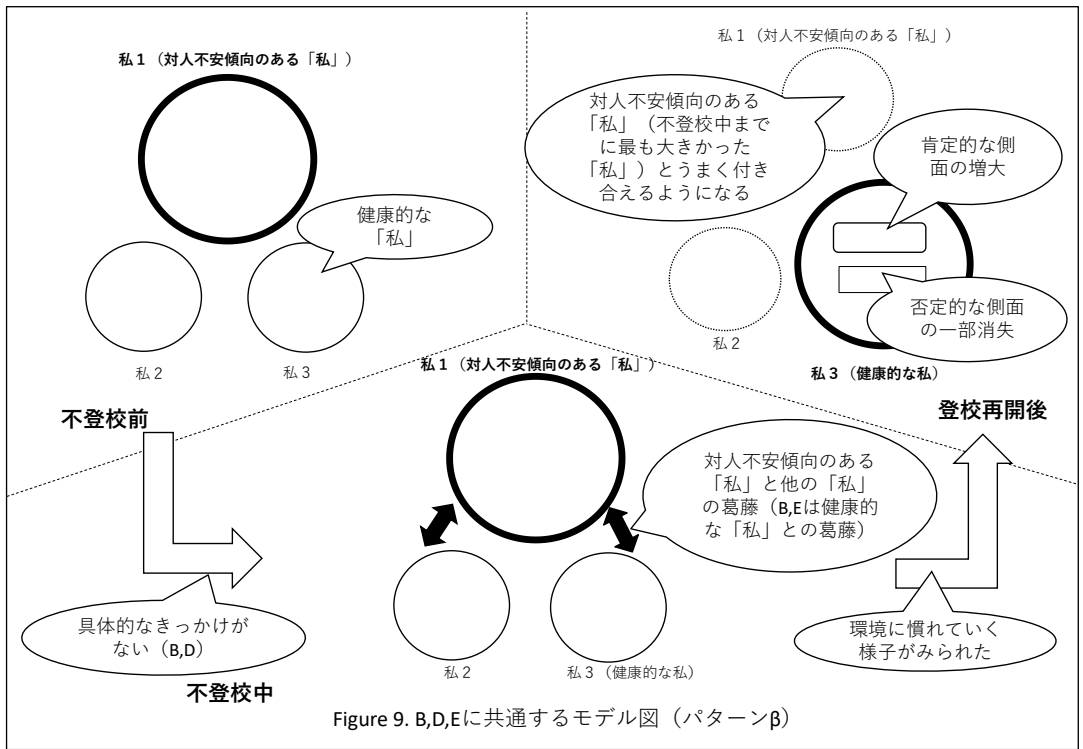 私１（対人不安傾向のある「私」）
健康的な
「私」
私２
私３
不登校前
私１（対人不安傾向のある「私」）
対人不安傾向のある
「私」（不登校中まで
に最も大きかった
「私」）とうまく付き
合えるようになる
肯定的な側
面の増大
否定的な側面
の一部消失
私２
私３（健康的な私）
登校再開後
私１（対人不安傾向のある「私」）
対人不安傾向のある
「私」と他の「私」
の葛藤（B,Eは健康的
な「私」との葛藤）
具体的なきっかけが
ない（B,D）
環境に慣れていく
様子がみられた
私２
私３（健康的な私）
不登校中
Figure 9. B,D,Eに共通するモデル図（パターンβ）